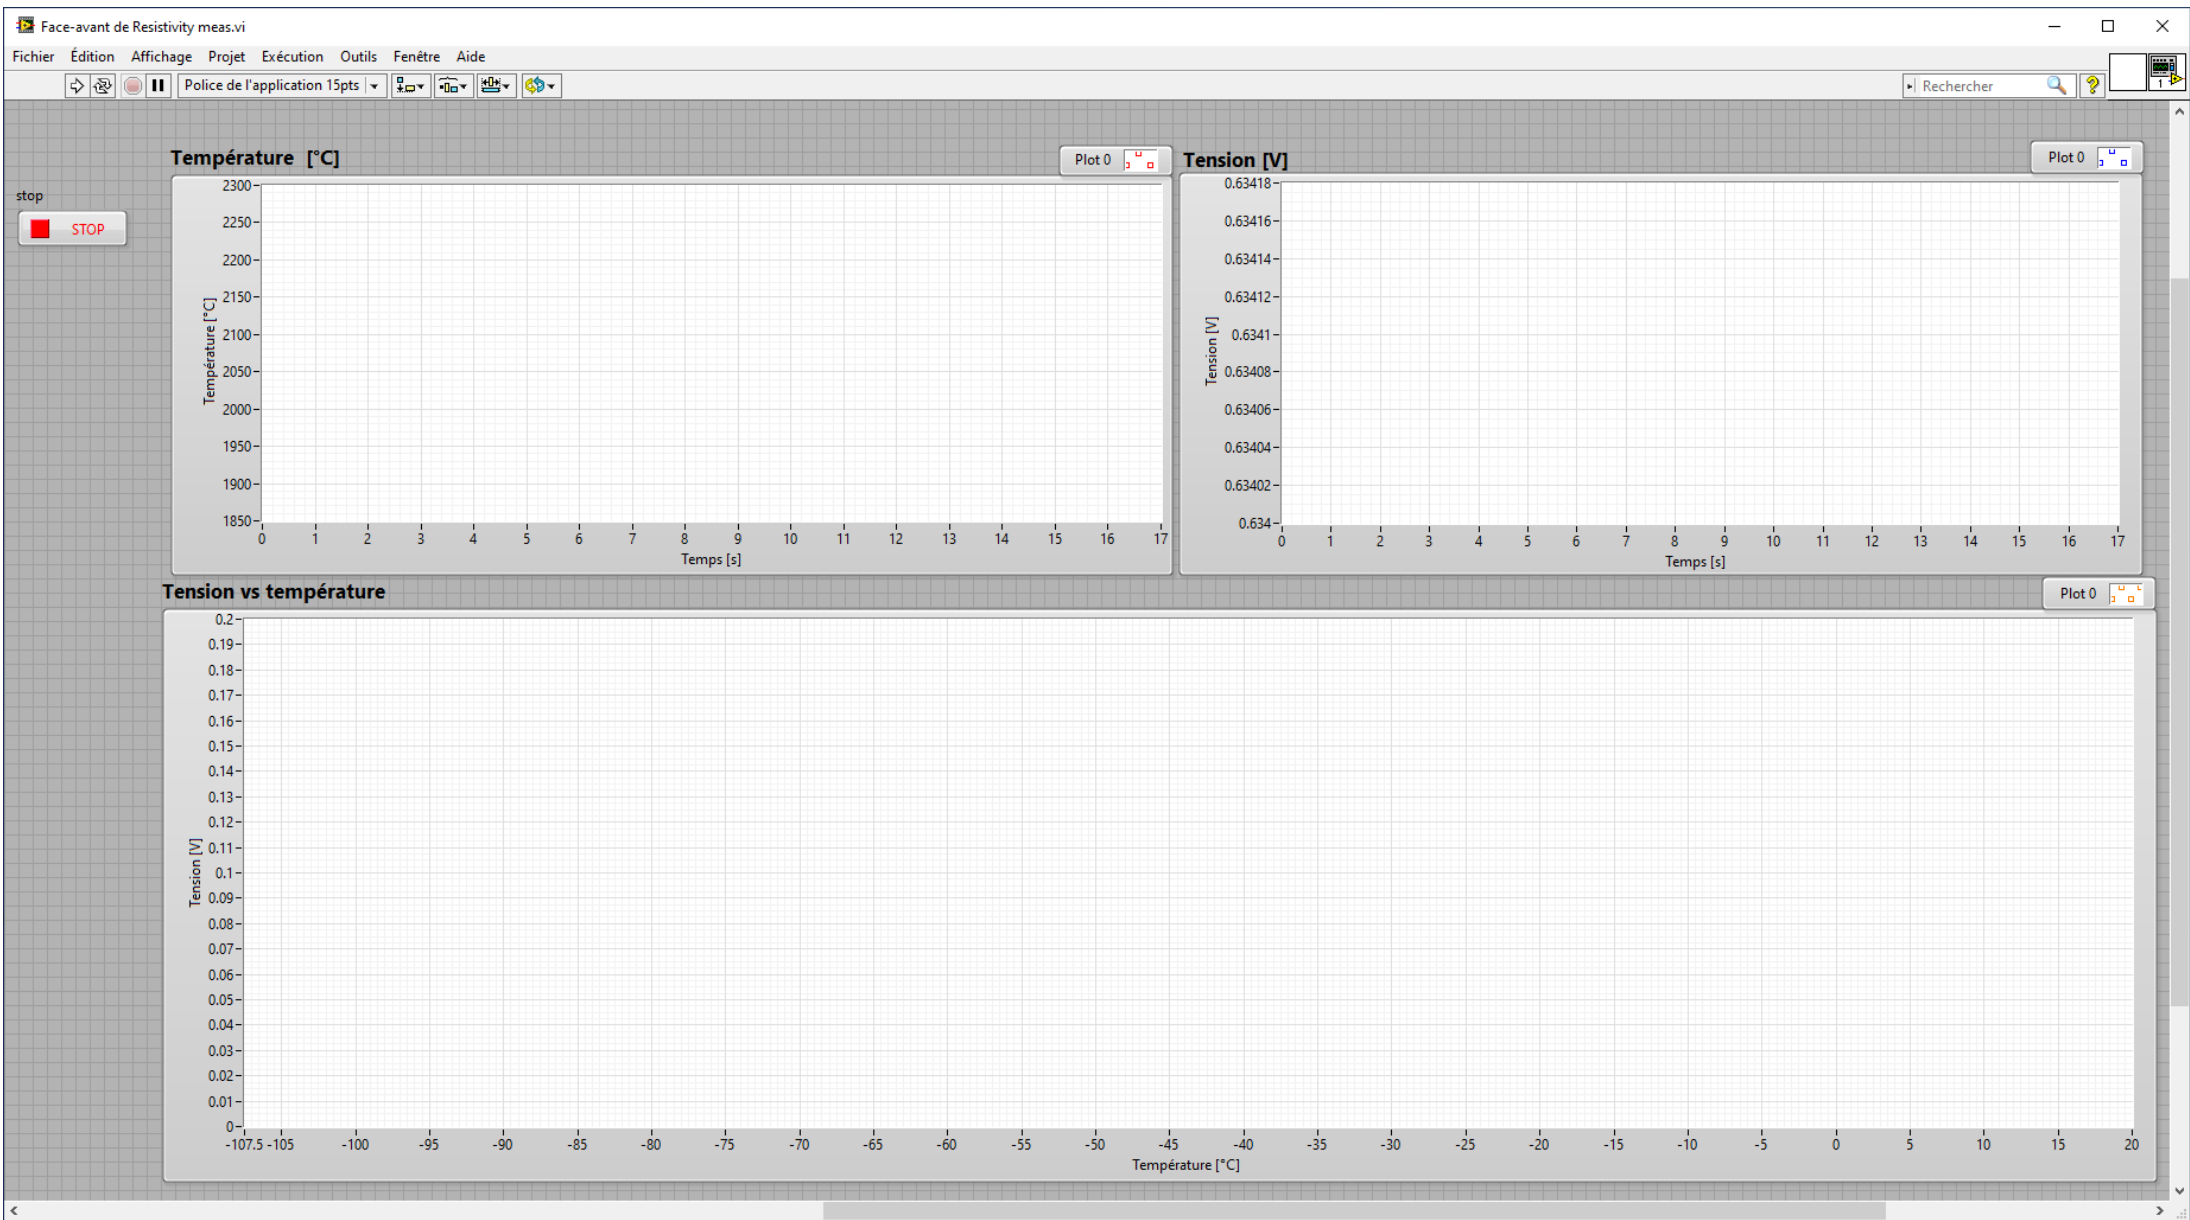 Face-avant de Resistivity meas.vi
Fichier Édition Affichage Projet Exécution Outils Fenêtre Aide
Police de l'application 15pts
Rechercher
1
stop
STOP
Température [°C]
Plot 0
2300
2250
2200
2150
2100
2050
2000
1950
1900
1850
Température [°C]
0 1 2 3 4 5 6 7 8 9 10 11 12 13 14 15 16 17
Temps [s]
Tension [V]
Plot 0
0.63418
0.63416
0.63414
0.63412
0.6341
0.63408
0.63406
0.63404
0.63402
0.634
Tension [V]
0 1 2 3 4 5 6 7 8 9 10 11 12 13 14 15 16 17
Temps [s]
Tension vs température
Plot 0
0.2
0.19
0.18
0.17
0.16
0.15
0.14
0.13
0.12
0.11
0.1
0.09
0.08
0.07
0.06
0.05
0.04
0.03
0.02
0.01
0
Tension [V]
-107.5 -105 -100 -95 -90 -85 -80 -75 -70 -65 -60 -55 -50 -45 -40 -35 -30 -25 -20 -15 -10 -5 0 5 10 15 20
Température [°C]